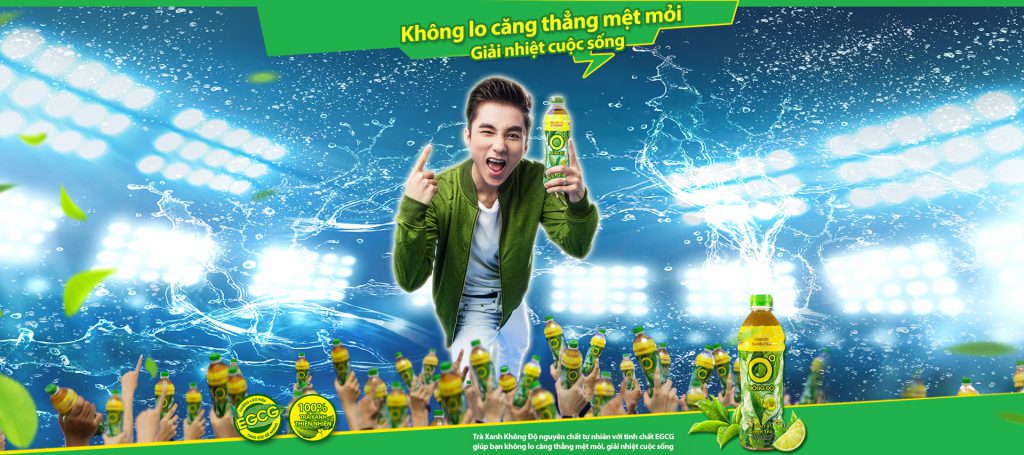 Không lo căng thẳng mệt mỏi
Giải nhiệt cuộc sống
EGCG
100%
TRÀ XANH
THIÊN NHIÊN
KHÔNG ĐỘ
Trà Xanh Không Độ nguyên chất tự nhiên với tinh chất EGCG
giúp bạn không lo căng thẳng mệt mỏi, giải nhiệt cuộc sống